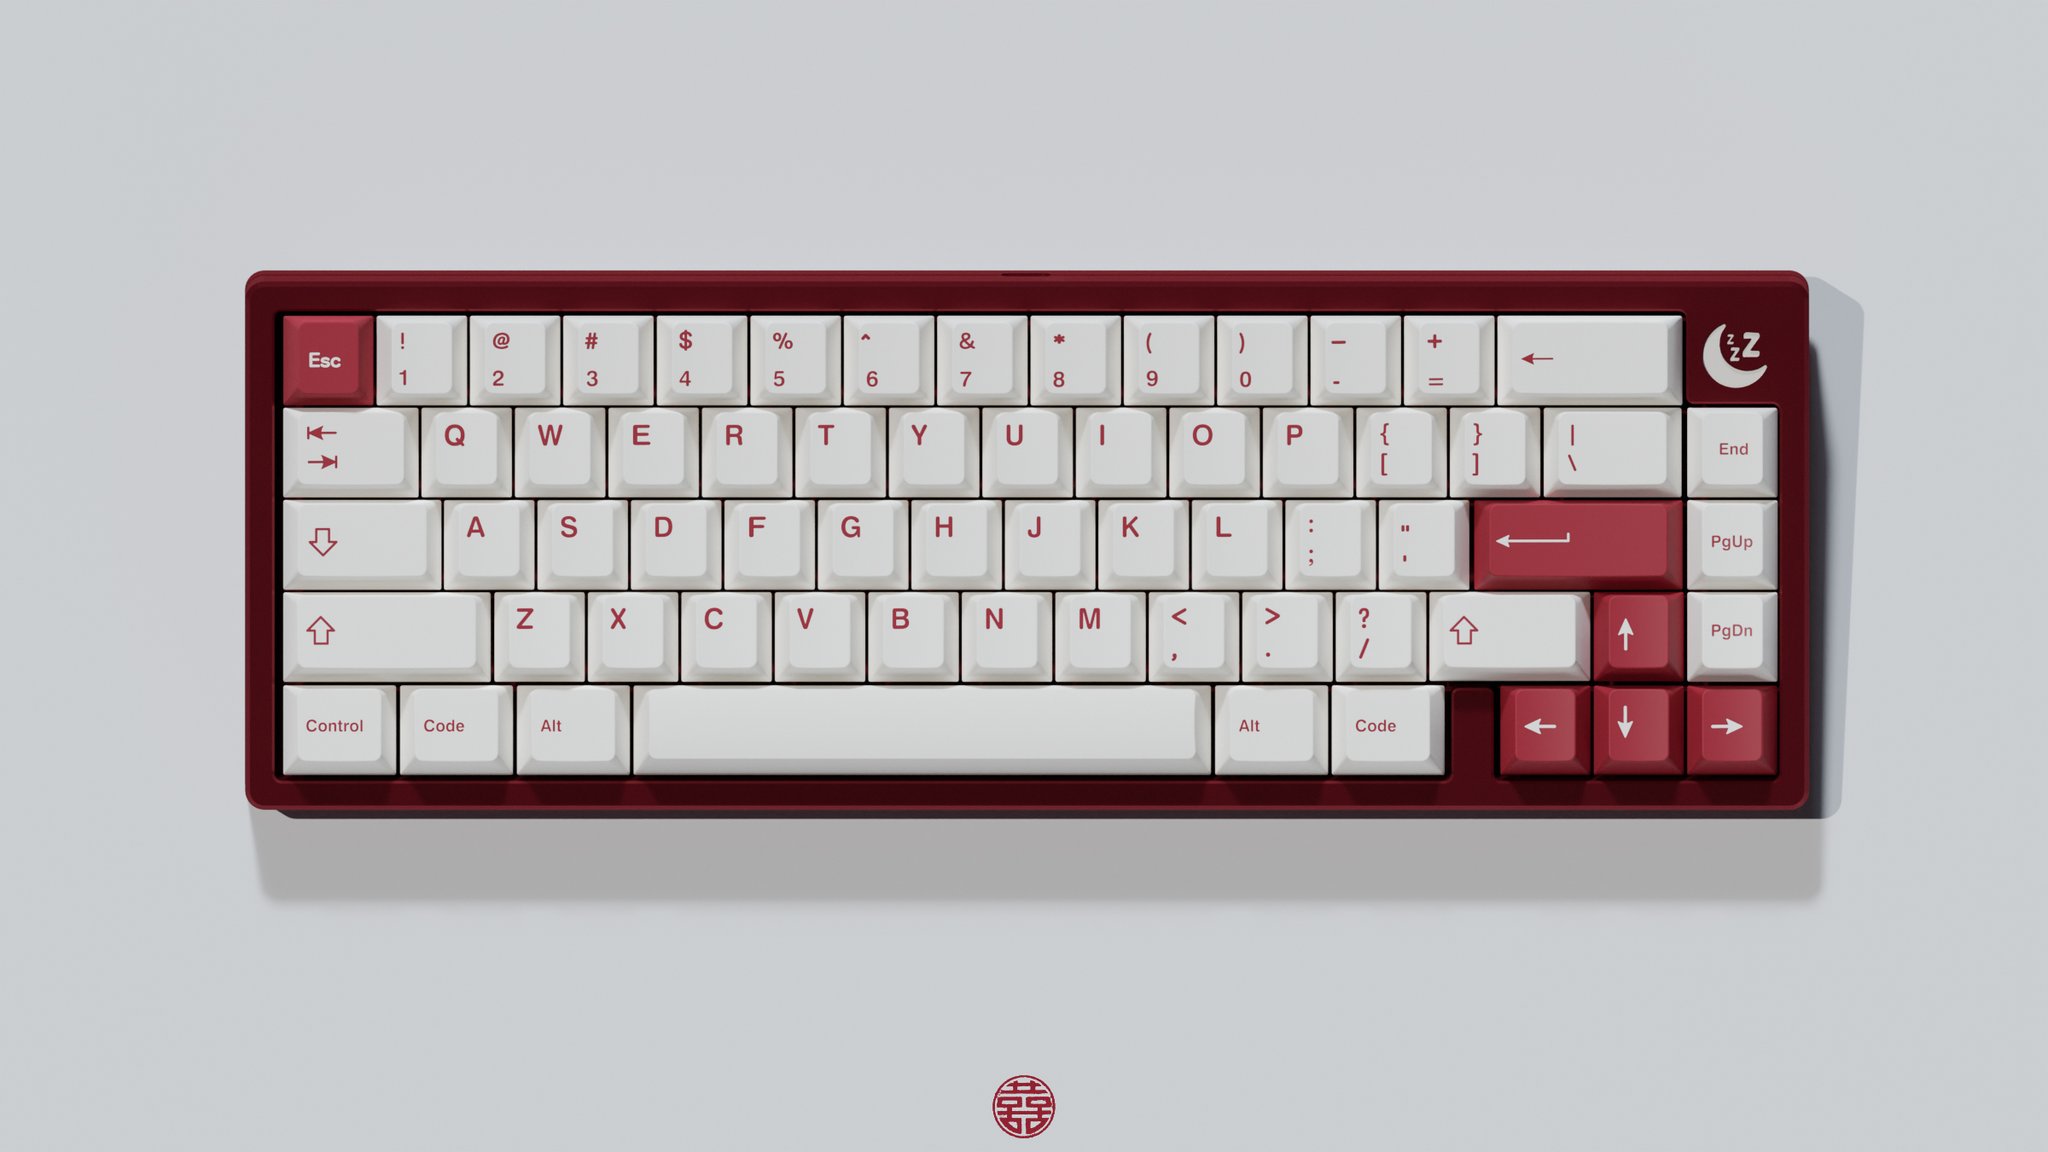 Esc ! 1 @ 2 # 3 $ 4 % 5 ^ 6 & 7 * 8 ( 9 ) 0 – - + = ← z z Z
⇤ ⇥ Q W E R T Y U I O P { [ } ] | \ End
⇩ A S D F G H J K L : ; " ' ↵ PgUp
⇧ Z X C V B N M < , > . ? / ⇧ ↑ PgDn
Control Code Alt Alt Code ← ↓ →
囍